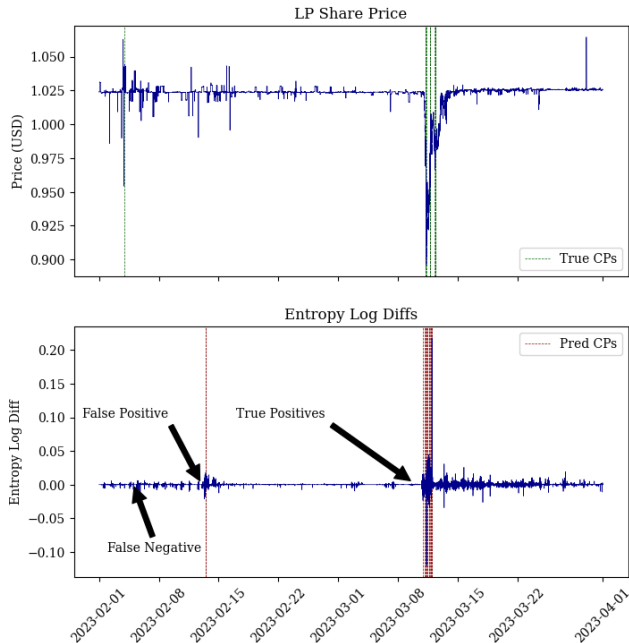 LP Share Price
1.050
1.025
1.000
0.975
0.950
0.925
0.900
Price (USD)
True CPs
Entropy Log Diffs
0.20
0.15
0.10
0.05
0.00
−0.05
−0.10
Entropy Log Diff
Pred CPs
False Positive
True Positives
False Negative
2023-02-01
2023-02-08
2023-02-15
2023-02-22
2023-03-01
2023-03-08
2023-03-15
2023-03-22
2023-04-01